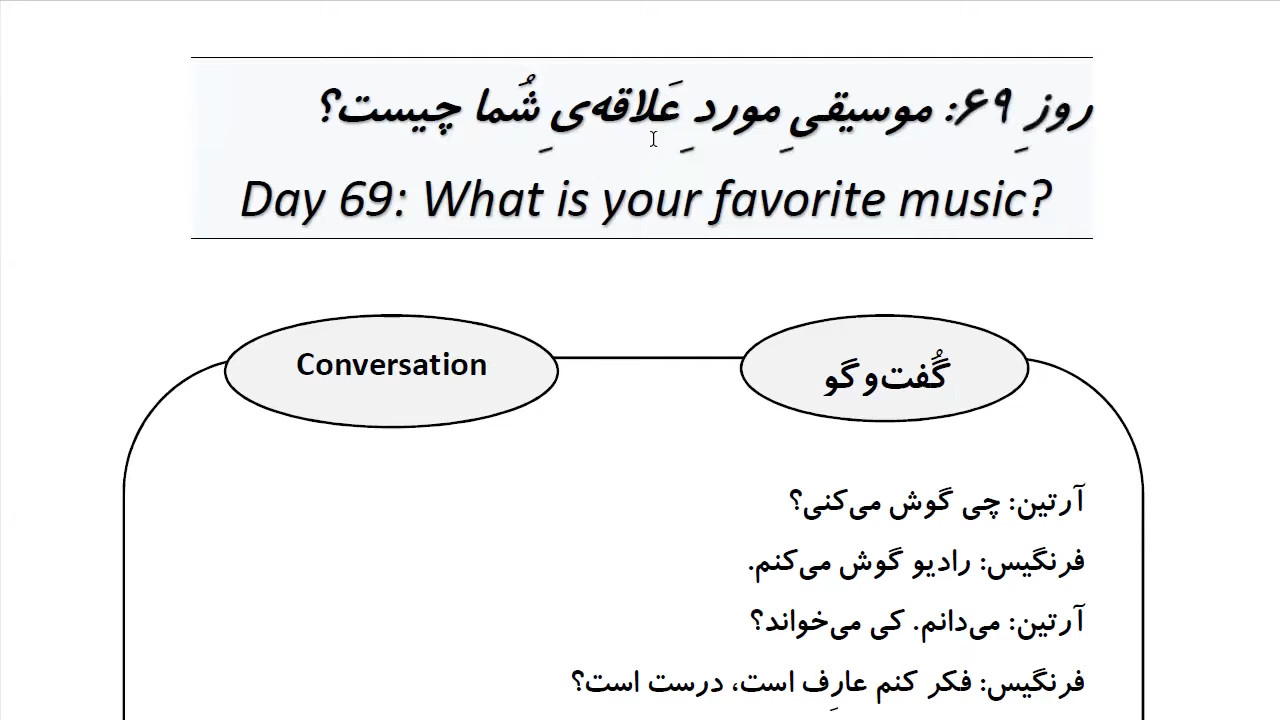 روزِ ۶۹: موسیقیِ موردِ عَلاقه‌یِ شُما چیست؟
Day 69: What is your favorite music?
Conversation
گُفت‌وگو
آرتین: چی گوش می‌کنی؟
فرنگیس: رادیو گوش می‌کنم.
آرتین: می‌دانم. کی می‌خواند؟
فرنگیس: فکر کنم عارِف است، درست است؟